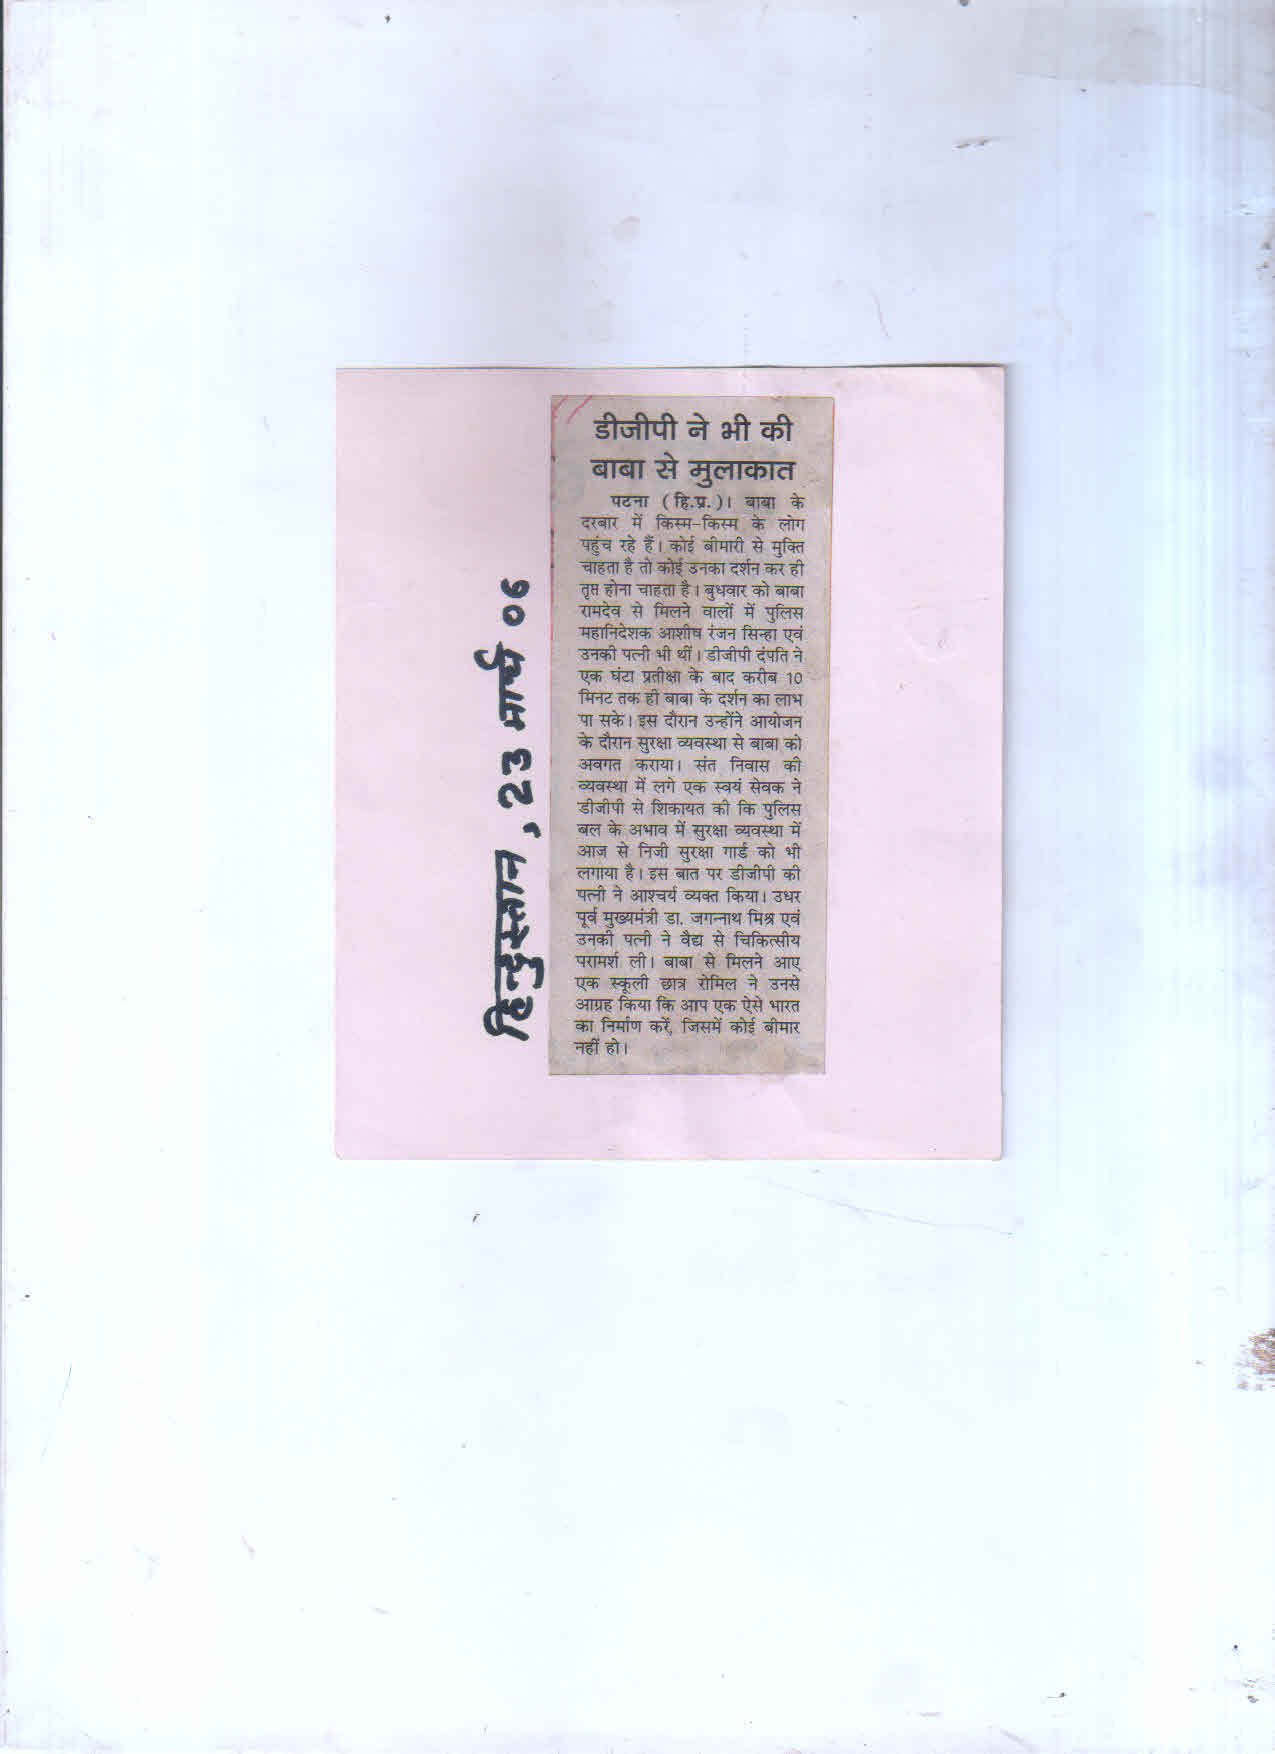 डीजीपी ने भी की
बाबा से मुलाकात
पटना (हि.प्र.)। बाबा के
दरबार में किस्म-किस्म के लोग
पहुंच रहे हैं। कोई बीमारी से मुक्ति
चाहता है तो कोई उनका दर्शन कर ही
तृप्त होना चाहता है। बुधवार को बाबा
रामदेव से मिलने वालों में पुलिस
महानिदेशक आशीष रंजन सिन्हा एवं
उनकी पत्नी भी थीं। डीजीपी दंपति ने
एक घंटा प्रतीक्षा के बाद करीब 10
मिनट तक ही बाबा के दर्शन का लाभ
पा सके। इस दौरान उन्होंने आयोजन
के दौरान सुरक्षा व्यवस्था से बाबा को
अवगत कराया। संत निवास की
व्यवस्था में लगे एक स्वयं सेवक ने
डीजीपी से शिकायत की कि पुलिस
बल के अभाव में सुरक्षा व्यवस्था में
आज से निजी सुरक्षा गार्ड को भी
लगाया है। इस बात पर डीजीपी की
पत्नी ने आश्चर्य व्यक्त किया। उधर
पूर्व मुख्यमंत्री डा. जगन्नाथ मिश्र एवं
उनकी पत्नी ने वैद्य से चिकित्सीय
परामर्श ली। बाबा से मिलने आए
एक स्कूली छात्र रोमिल ने उनसे
आग्रह किया कि आप एक ऐसे भारत
का निर्माण करें, जिसमें कोई बीमार
नहीं हो।
हिन्दुस्तान, 23 मार्च 06